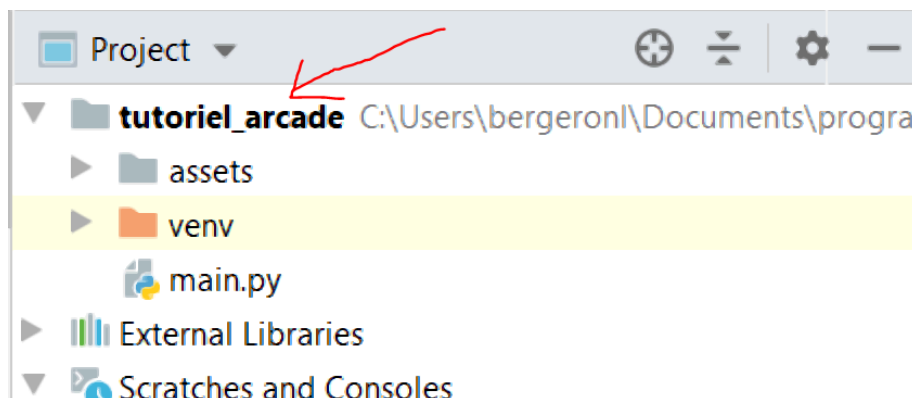 Project
tutoriel_arcade C:\Users\bergeronl\Documents\progra
assets
venv
main.py
External Libraries
Scratches and Consoles